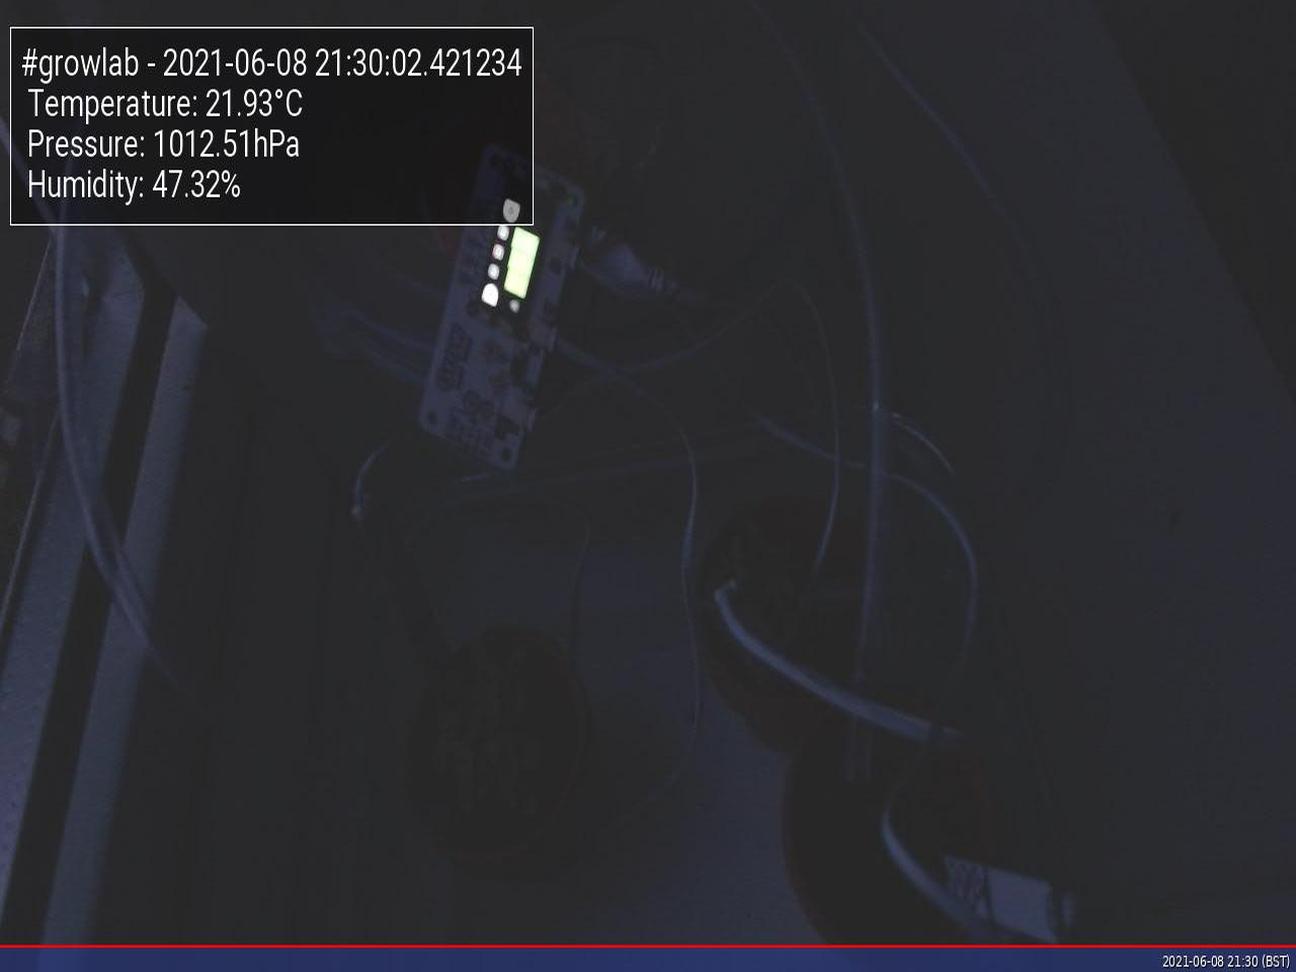 #growlab - 2021-06-08 21:30:02.421234
Temperature: 21.93°C
Pressure: 1012.51hPa
Humidity: 47.32%
2021-06-08 21:30 (BST)